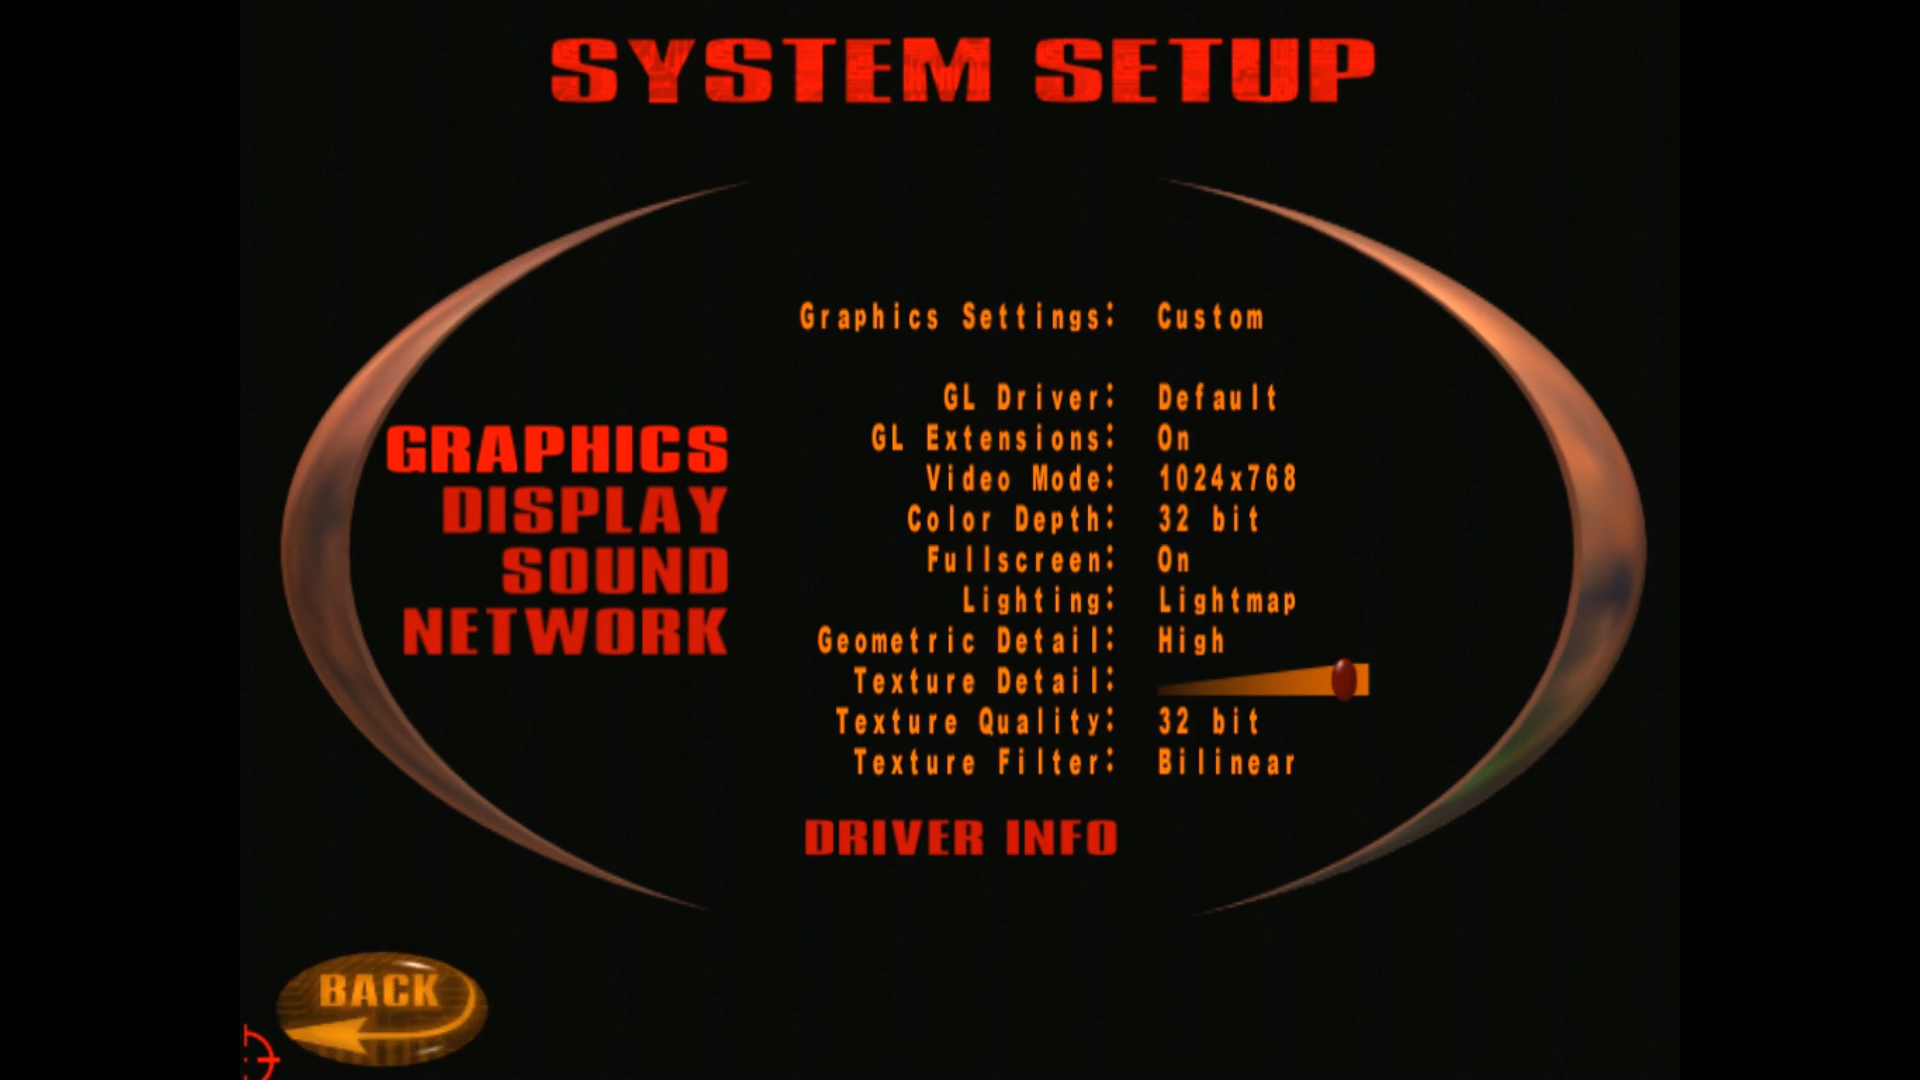 SYSTEM SETUP
GRAPHICS
DISPLAY
SOUND
NETWORK
Graphics Settings: Custom
GL Driver: Default
GL Extensions: On
Video Mode: 1024x768
Color Depth: 32 bit
Fullscreen: On
Lighting: Lightmap
Geometric Detail: High
Texture Detail:
Texture Quality: 32 bit
Texture Filter: Bilinear
DRIVER INFO
BACK